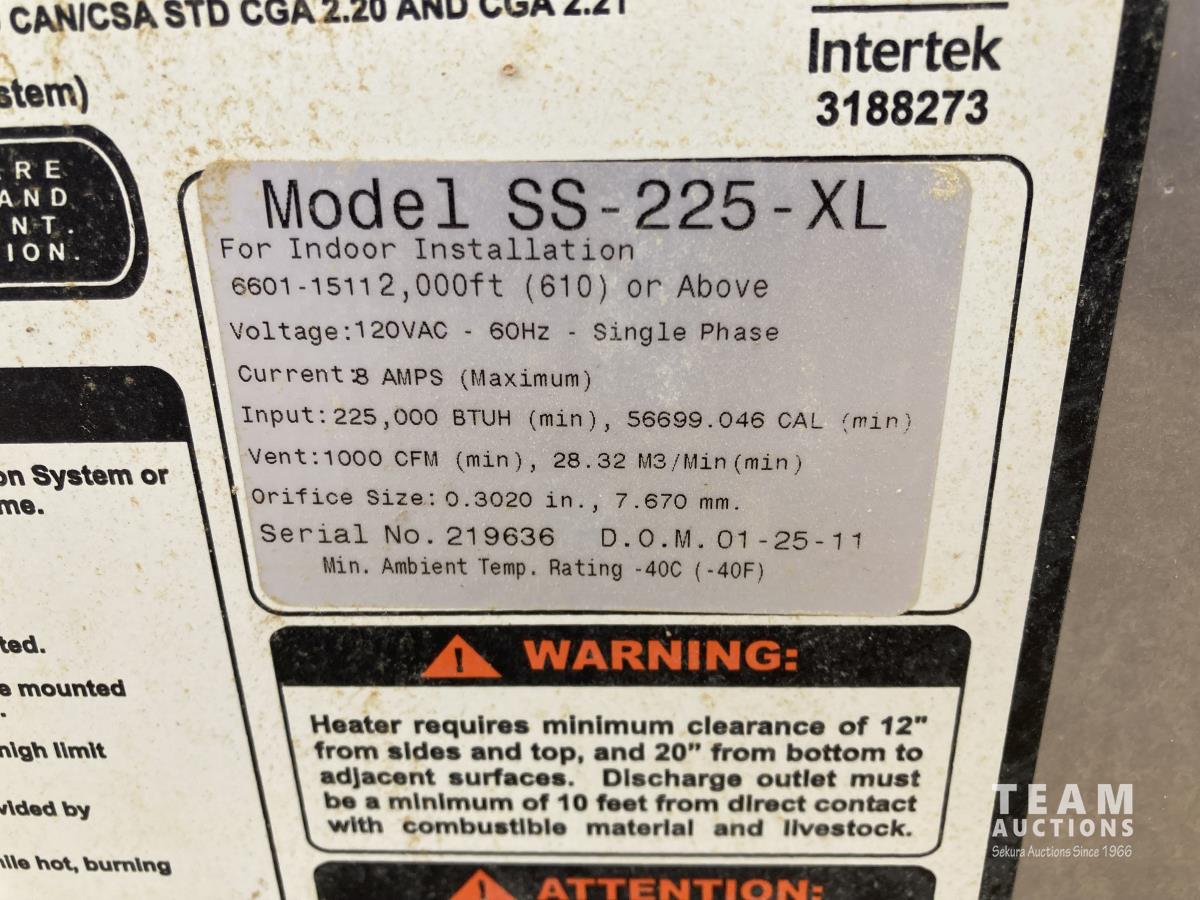 CAN/CSA STD CGA 2.20 AND CGA 2.21
Intertek
3188273
stem)
RE
AND
NT.
ION.
Model SS-225-XL
For Indoor Installation
6601-1511 2,000ft (610) or Above
Voltage:120VAC - 60Hz - Single Phase
Current:8 AMPS (Maximum)
Input:225,000 BTUH (min), 56699.046 CAL (min)
Vent:1000 CFM (min), 28.32 M3/Min(min)
Orifice Size:0.3020 in., 7.670 mm.
Serial No. 219636 D.O.M. 01-25-11
Min. Ambient Temp. Rating -40C (-40F)
on System or
me.
ted.
e mounted
high limit
vided by
hile hot, burning
WARNING:
Heater requires minimum clearance of 12"
from sides and top, and 20" from bottom to
adjacent surfaces. Discharge outlet must
be a minimum of 10 feet from direct contact
with combustible material and livestock.
ATTENTION:
TEAM
AUCTIONS
Sekura Auctions Since 1966